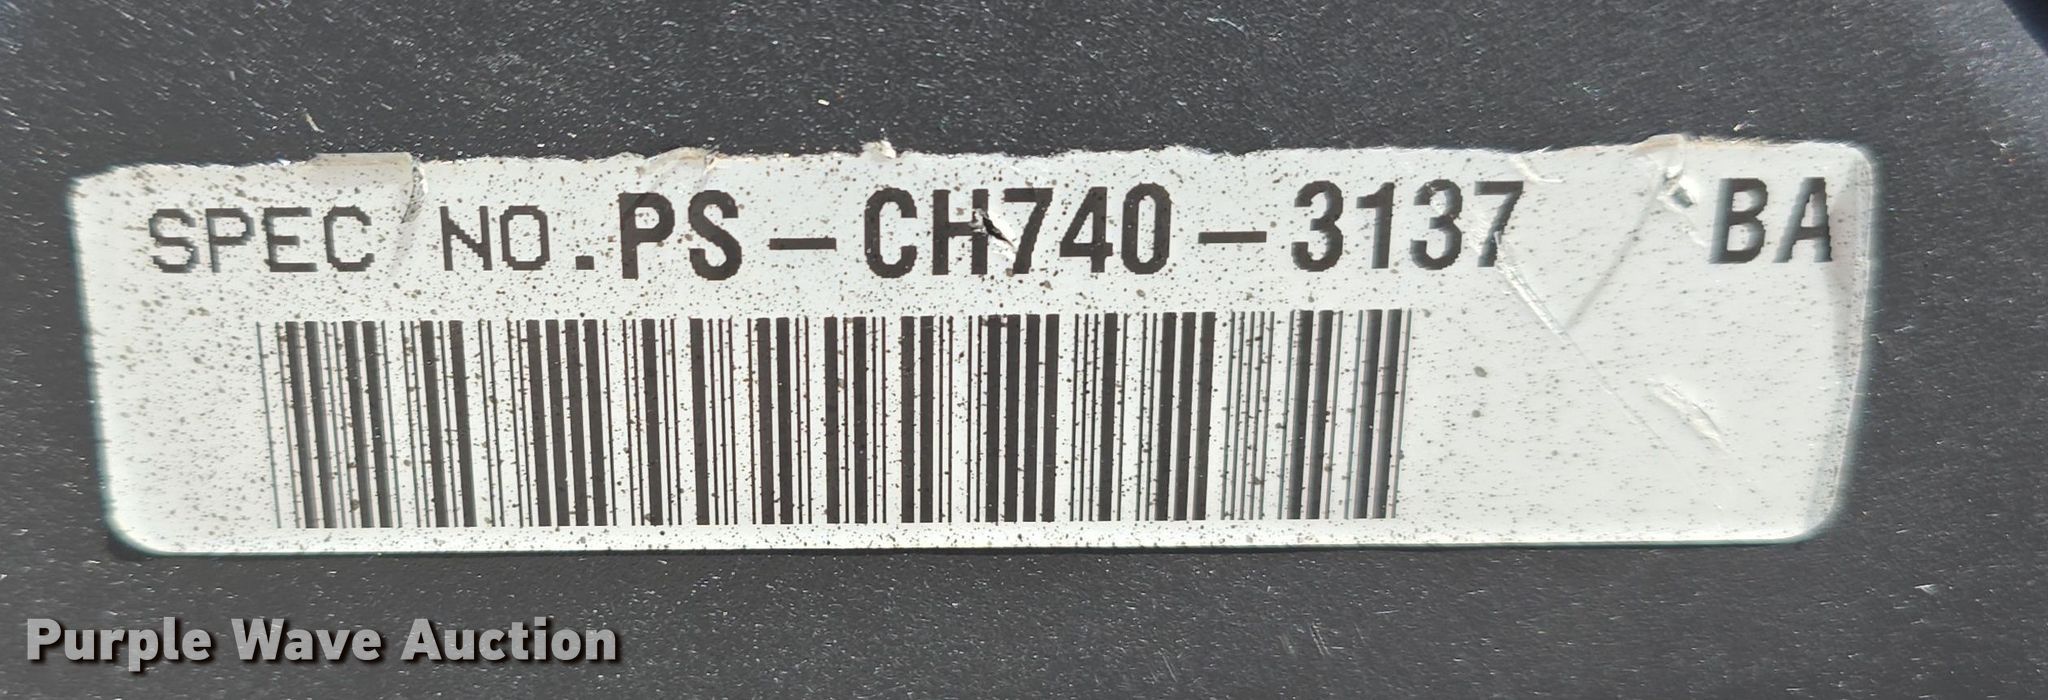 SPEC NO. PS-CH740-3137 BA
Purple Wave Auction